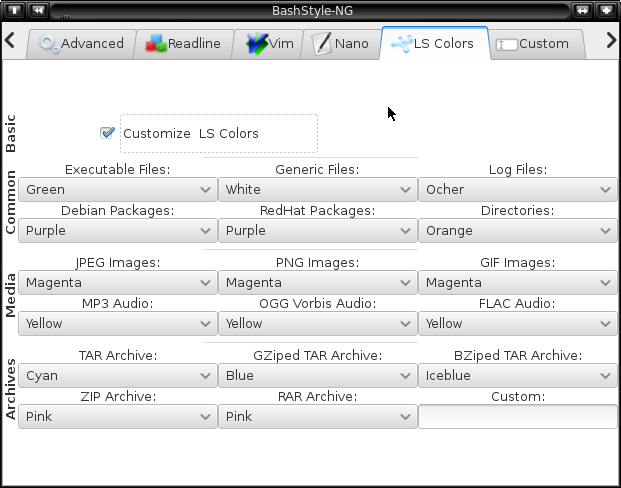 BashStyle-NG
Advanced Readline Vim Nano LS Colors Custom
Basic
Customize LS Colors
Common
Executable Files: Generic Files: Log Files:
Green White Ocher
Debian Packages: RedHat Packages: Directories:
Purple Purple Orange
Media
JPEG Images: PNG Images: GIF Images:
Magenta Magenta Magenta
MP3 Audio: OGG Vorbis Audio: FLAC Audio:
Yellow Yellow Yellow
Archives
TAR Archive: GZiped TAR Archive: BZiped TAR Archive:
Cyan Blue Iceblue
ZIP Archive: RAR Archive: Custom:
Pink Pink